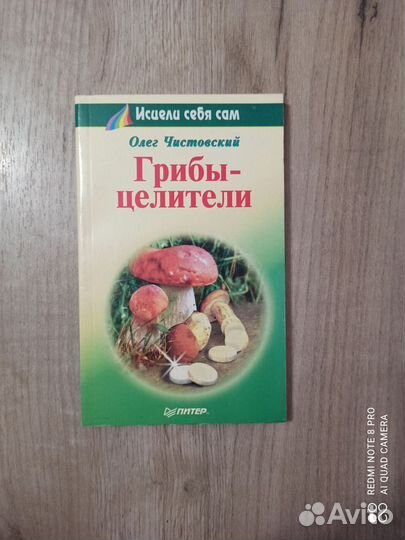 Исцели себя сам
Олег Чистовский
Грибы-
целители
ПИТЕР
REDMI NOTE 8 PRO
AI QUAD CAMERA
Avito